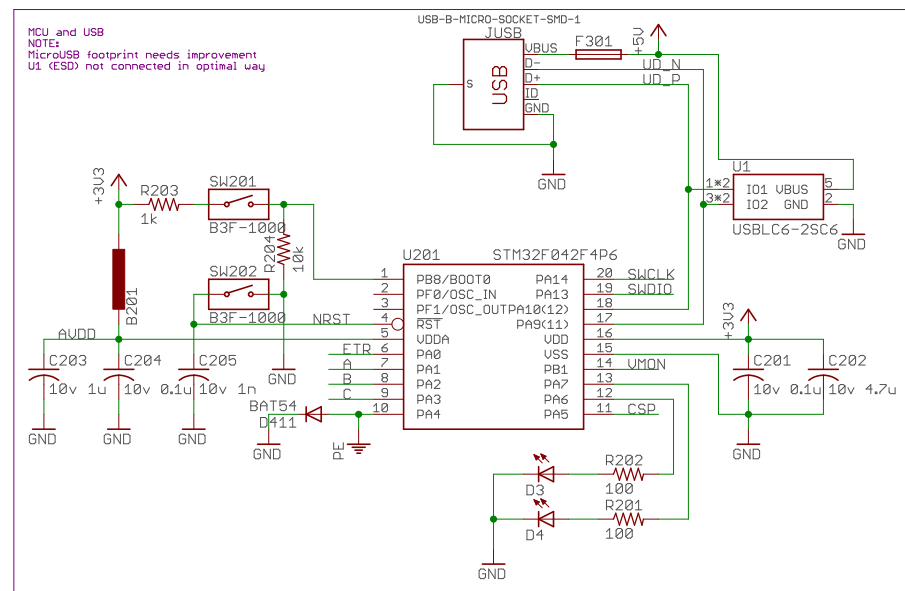 USB-B-MICRO-SOCKET-SMD-1
JUSB
MCU and USB
NOTE:
MicroUSB footprint needs improvement
U1 (ESD) not connected in optimal way
VBUS
F301
+5V
D-
UD_N
D+
UD_P
S
USB
ID
GND
GND
U1
1*2
IO1
VBUS
5
3*2
IO2
GND
2
USBLC6-2SC6
GND
+3V3
R203
1k
SW201
B3F-1000
R204
10k
SW202
B3F-1000
B201
NRST
AVDD
U201
STM32F042F4P6
1
PB8/BOOT0
PA14
20
SWCLK
2
PF0/OSC_IN
PA13
19
SWDIO
3
PF1/OSC_OUT
PA10(12)
18
4
RST
PA9(11)
17
5
VDDA
VDD
16
ETR
6
PA0
VSS
15
A
7
PA1
PB1
14
VMON
B
8
PA2
PA7
13
C
9
PA3
PA6
12
10
PA4
PA5
11
CSP
+3V3
C203
10v 1u
C204
10v 0.1u
C205
10v 1n
GND
GND
GND
GND
BAT54
D411
GND
PE
C201
10v 0.1u
C202
10v 4.7u
GND
R202
100
D3
R201
100
D4
GND